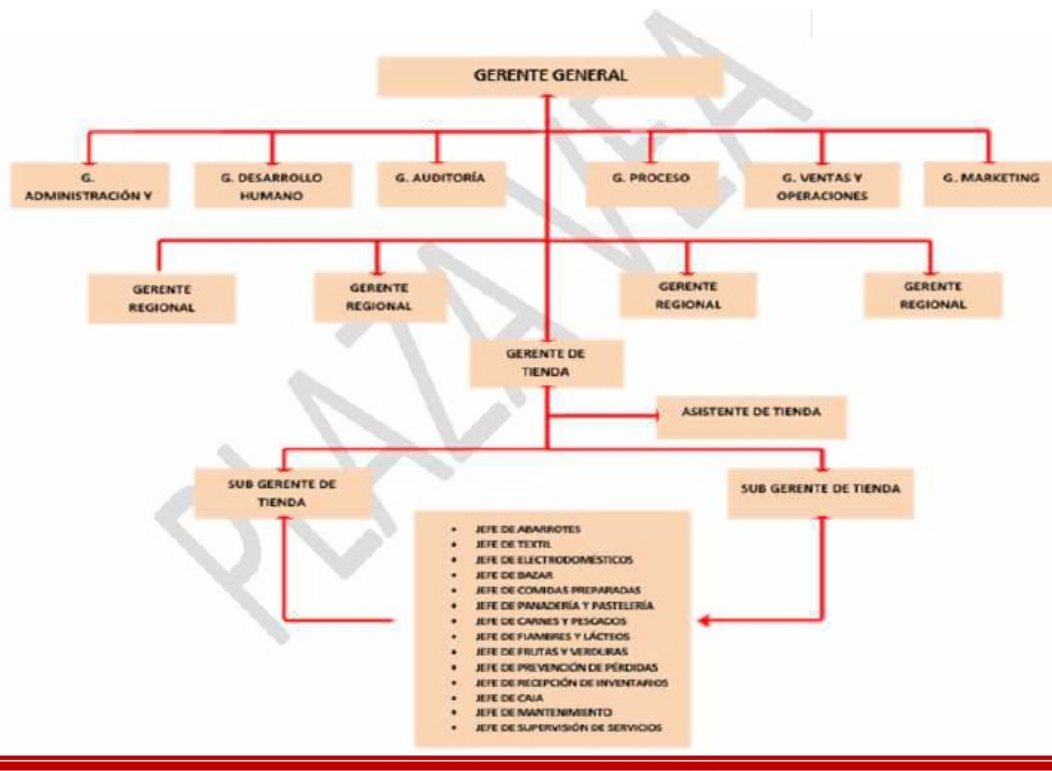 GERENTE GENERAL
G.
ADMINISTRACIÓN Y
G. DESARROLLO
HUMANO
G. AUDITORÍA
G. PROCESO
G. VENTAS Y
OPERACIONES
G. MARKETING
GERENTE
REGIONAL
GERENTE
REGIONAL
GERENTE
REGIONAL
GERENTE
REGIONAL
GERENTE DE
TIENDA
ASISTENTE DE TIENDA
SUB GERENTE DE
TIENDA
SUB GERENTE DE TIENDA
• JEFE DE ABARROTES
• JEFE DE TEXTIL
• JEFE DE ELECTRODOMÉSTICOS
• JEFE DE BAZAR
• JEFE DE COMIDAS PREPARADAS
• JEFE DE PANADERÍA Y PASTELERÍA
• JEFE DE CARNES Y PESCADOS
• JEFE DE FIAMBRES Y LÁCTEOS
• JEFE DE FRUTAS Y VERDURAS
• JEFE DE PREVENCIÓN DE PÉRDIDAS
• JEFE DE RECEPCIÓN DE INVENTARIOS
• JEFE DE CAJA
• JEFE DE MANTENIMIENTO
• JEFE DE SUPERVISIÓN DE SERVICIOS
PLAZA VEA